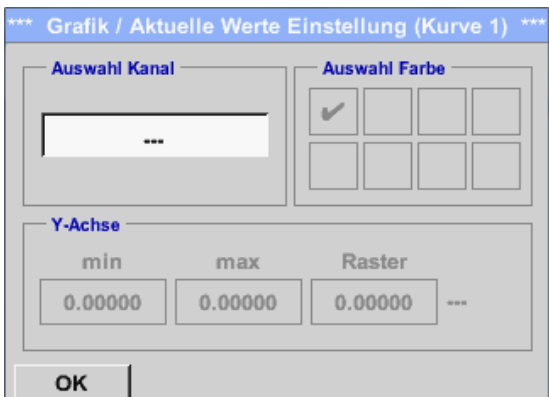 *** Grafik / Aktuelle Werte Einstellung (Kurve 1) ***
Auswahl Kanal
Auswahl Farbe
---
✔
Y-Achse
min max Raster
0.00000 0.00000 0.00000 ---
OK